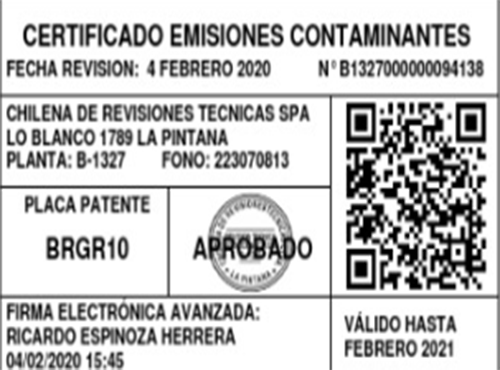 CERTIFICADO EMISIONES CONTAMINANTES
FECHA REVISION: 4 FEBRERO 2020 N°B1327000000094138
CHILENA DE REVISIONES TECNICAS SPA
LO BLANCO 1789 LA PINTANA
PLANTA: B-1327 FONO: 223070813
PLACA PATENTE
BRGR10
APROBADO
LA PINTANA
FIRMA ELECTRÓNICA AVANZADA:
RICARDO ESPINOZA HERRERA
04/02/2020 15:45
VÁLIDO HASTA
FEBRERO 2021